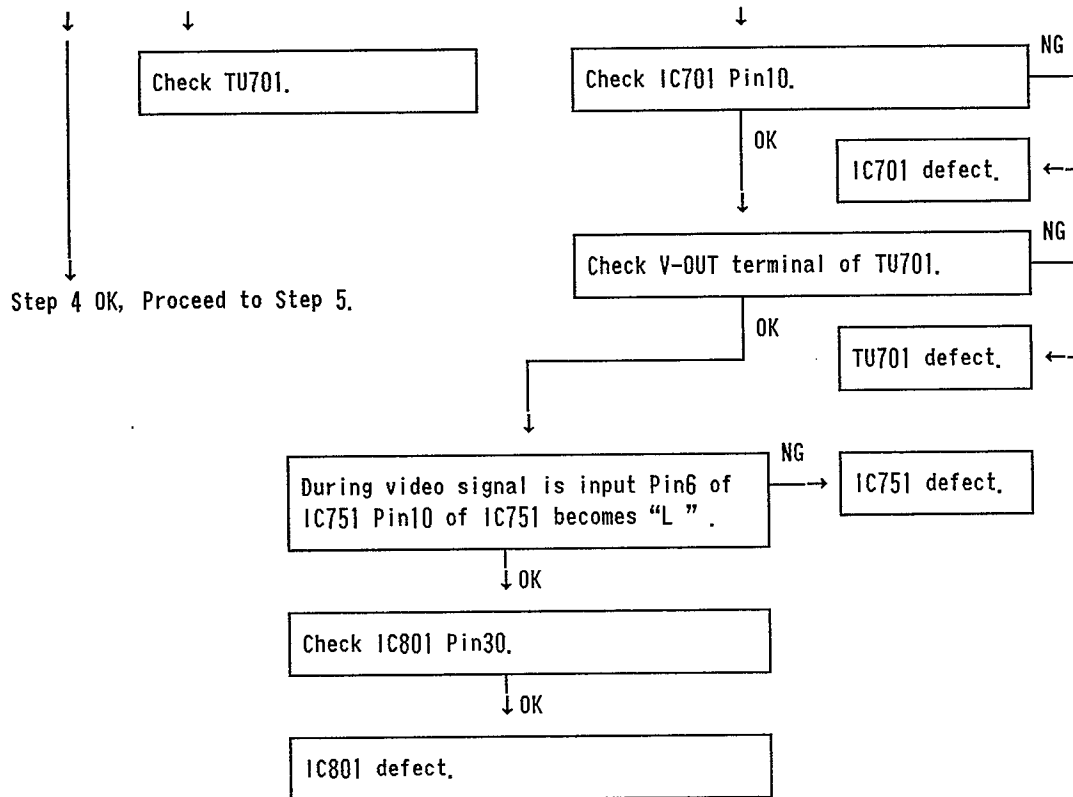 Check TU701.
Check IC701 Pin10.
NG
OK
IC701 defect.
Check V-OUT terminal of TU701.
NG
Step 4 OK, Proceed to Step 5.
OK
TU701 defect.
During video signal is input Pin6 of
IC751 Pin10 of IC751 becomes “L ” .
NG
IC751 defect.
OK
Check IC801 Pin30.
OK
IC801 defect.